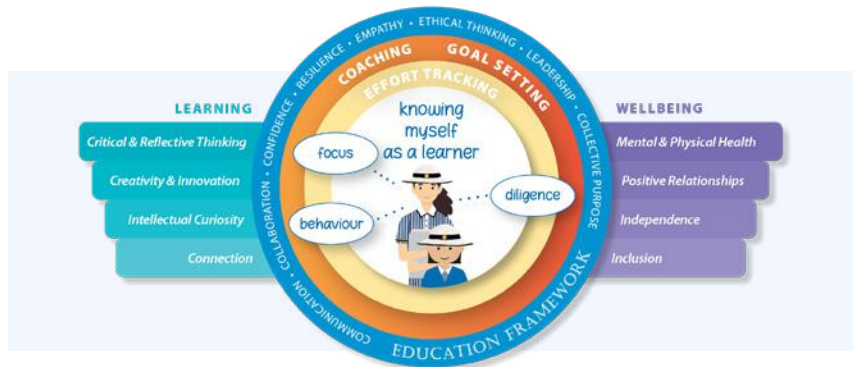 COMMUNICATION • COLLABORATION • CONFIDENCE • RESILIENCE • EMPATHY • ETHICAL THINKING • LEADERSHIP • COLLECTIVE PURPOSE
EDUCATION FRAMEWORK
COACHING
GOAL SETTING
EFFORT TRACKING
knowing
myself
as a learner
focus
behaviour
diligence
LEARNING
Critical & Reflective Thinking
Creativity & Innovation
Intellectual Curiosity
Connection
WELLBEING
Mental & Physical Health
Positive Relationships
Independence
Inclusion